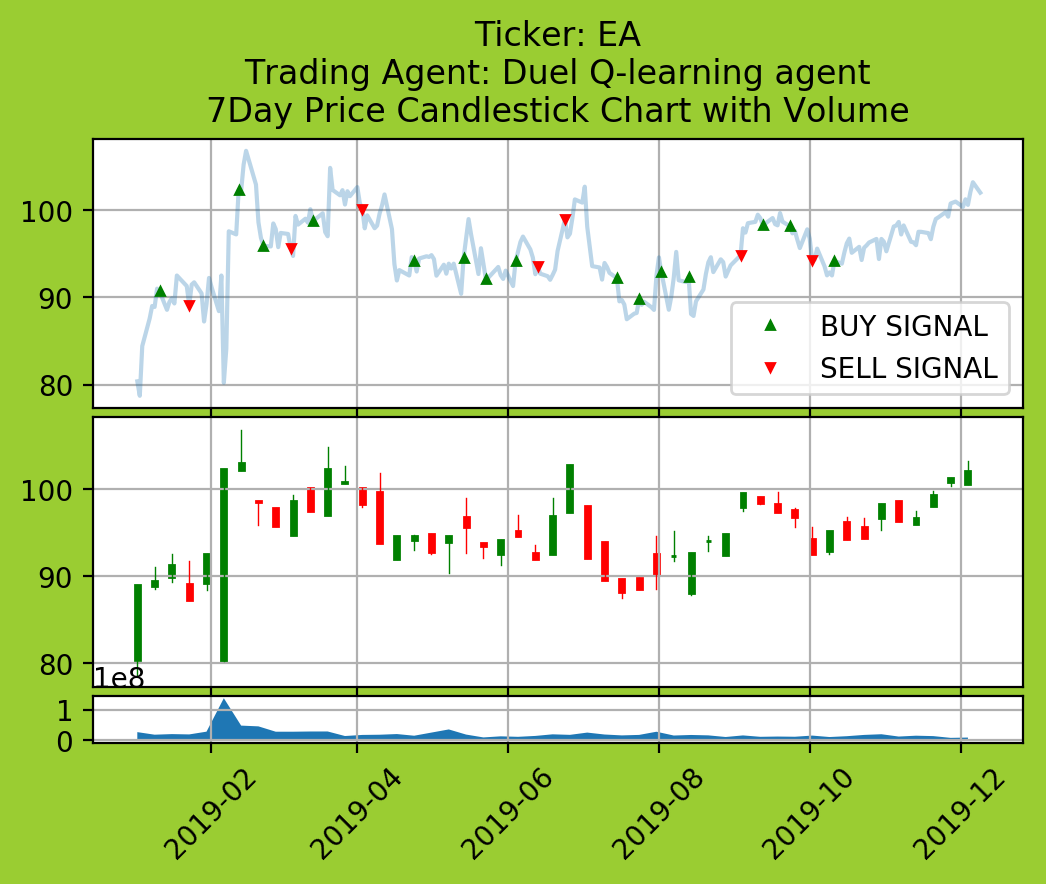 Ticker: EA
Trading Agent: Duel Q-learning agent
7Day Price Candlestick Chart with Volume
100
90
80
BUY SIGNAL
SELL SIGNAL
100
90
80
1e8
1
0
2019-02
2019-04
2019-06
2019-08
2019-10
2019-12